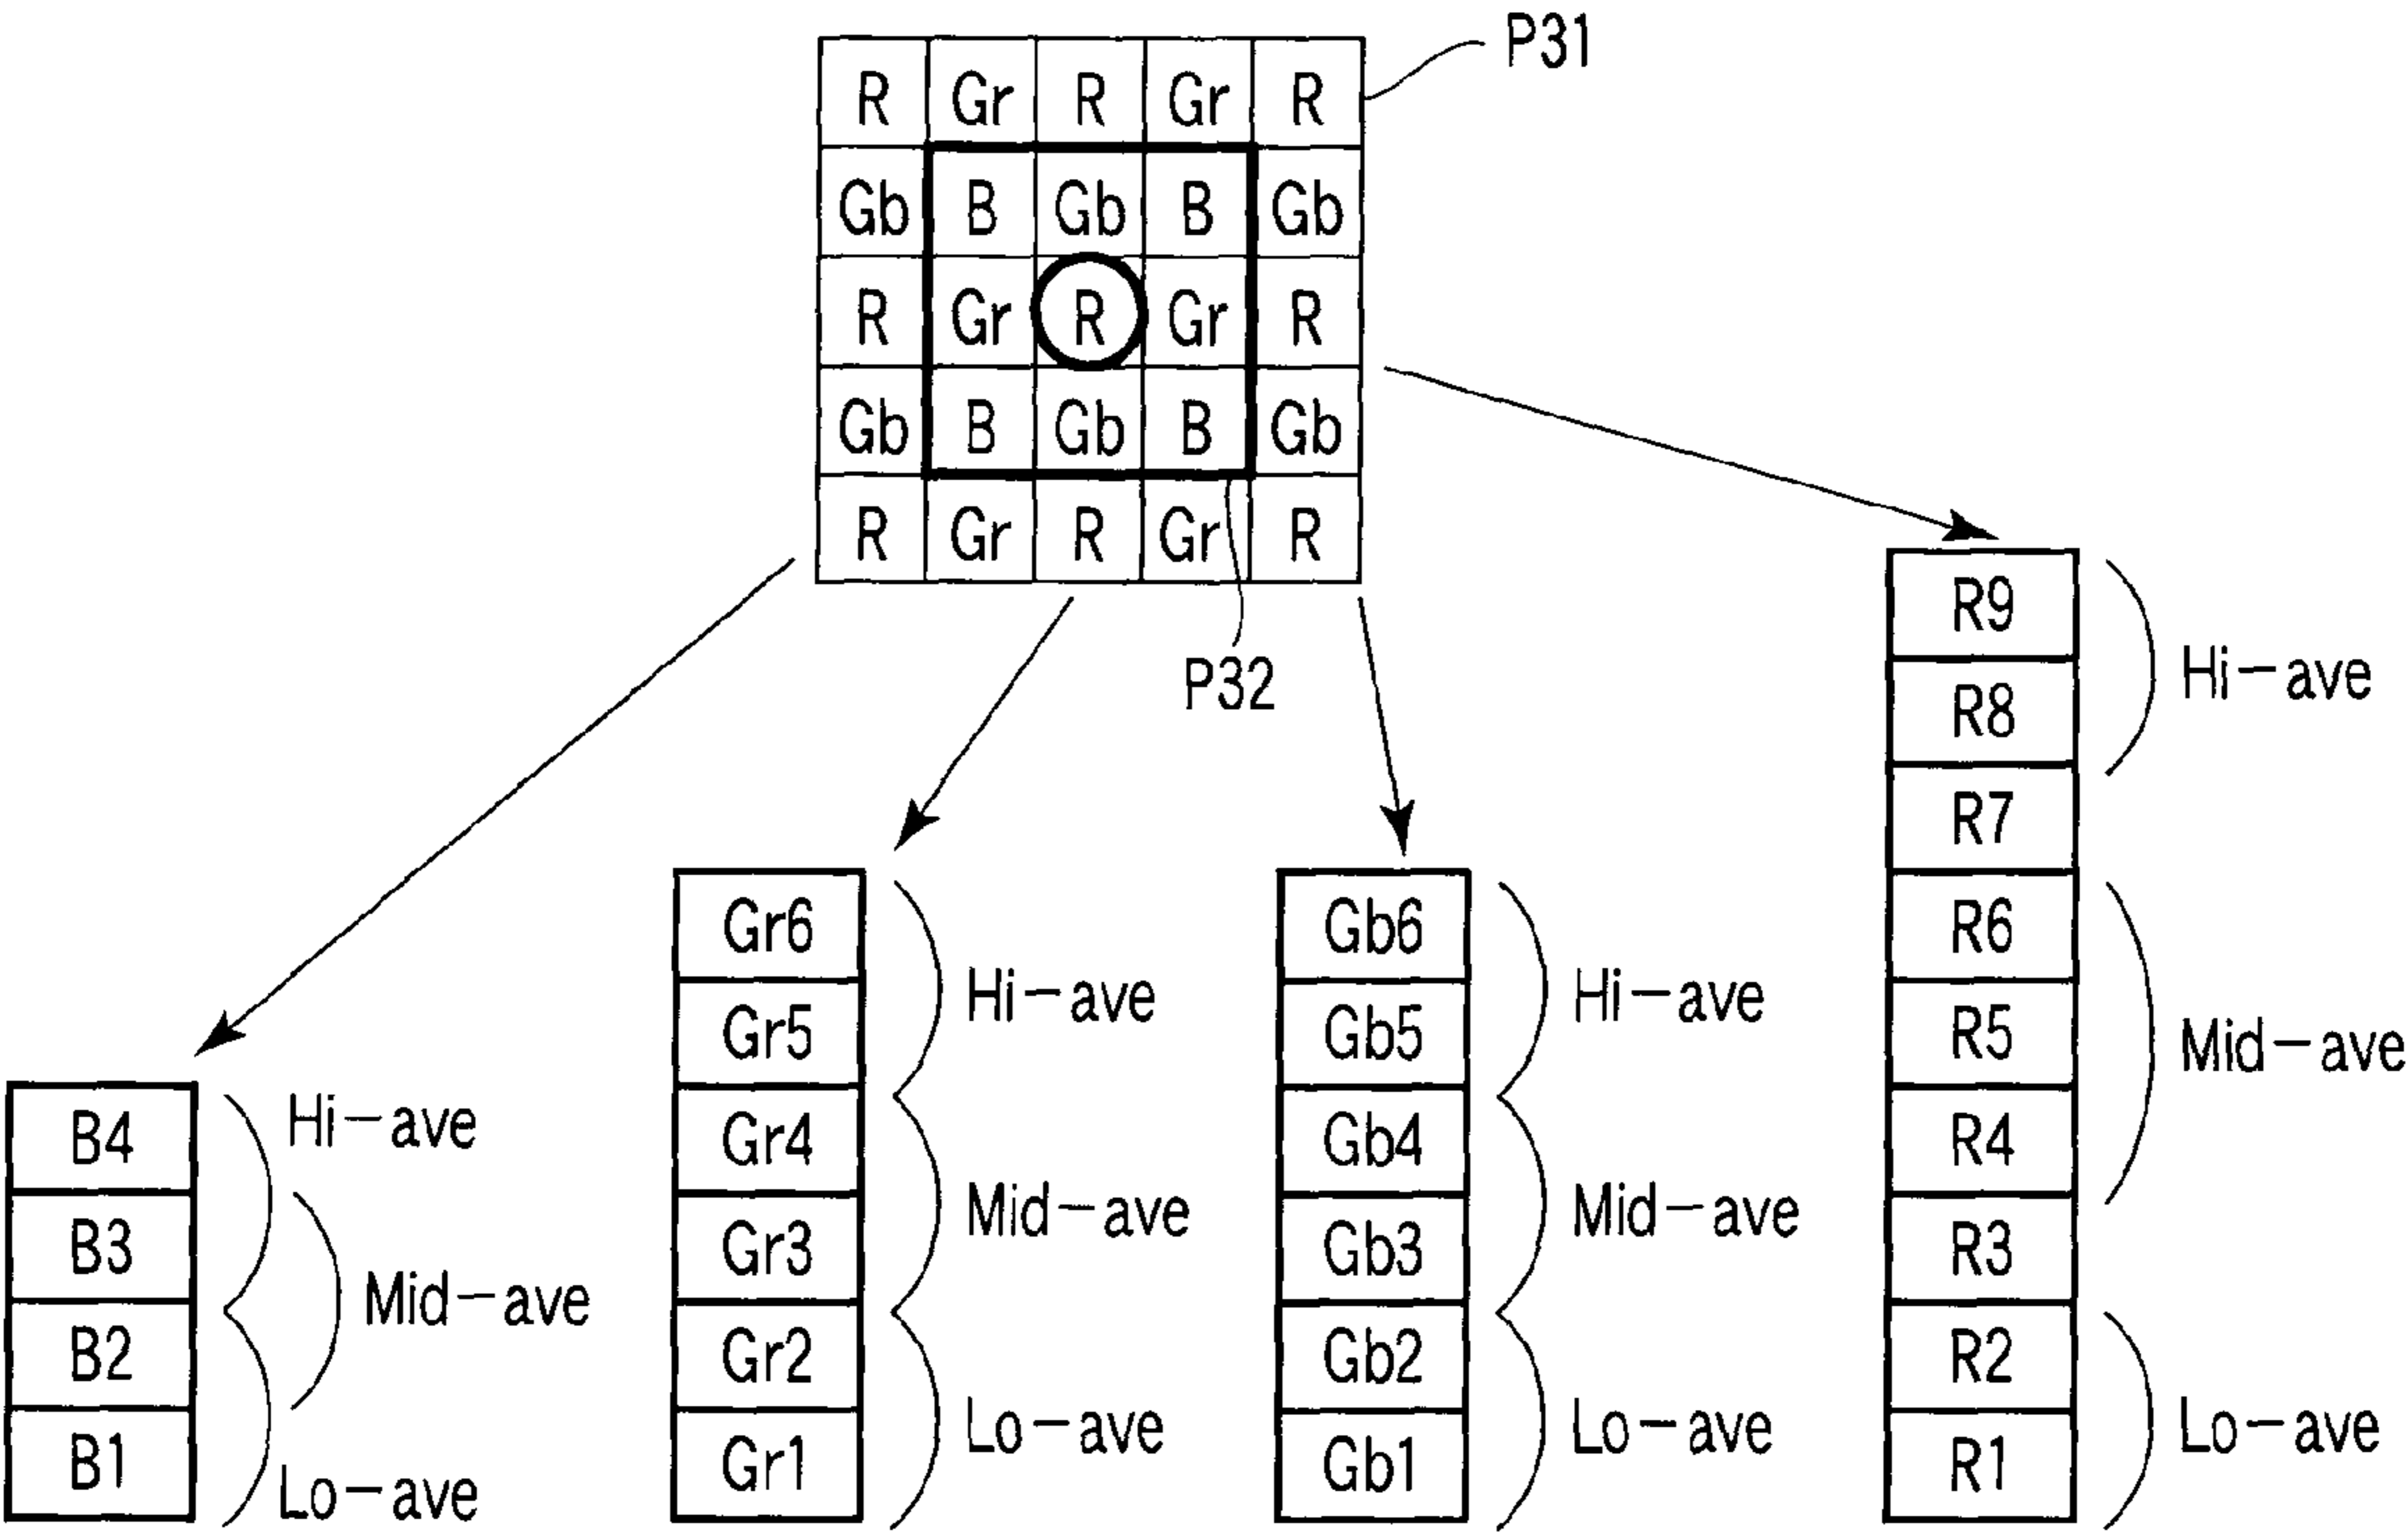 P31
R Gr R Gr R
Gb B Gb B Gb
R Gr R Gr R
Gb B Gb B Gb
R Gr R Gr R
P32
B4
B3
B2
B1
Hi-ave
Mid-ave
Lo-ave
Gr6
Gr5
Gr4
Gr3
Gr2
Gr1
Hi-ave
Mid-ave
Lo-ave
Gb6
Gb5
Gb4
Gb3
Gb2
Gb1
Hi-ave
Mid-ave
Lo-ave
R9
R8
R7
R6
R5
R4
R3
R2
R1
Hi-ave
Mid-ave
Lo-ave